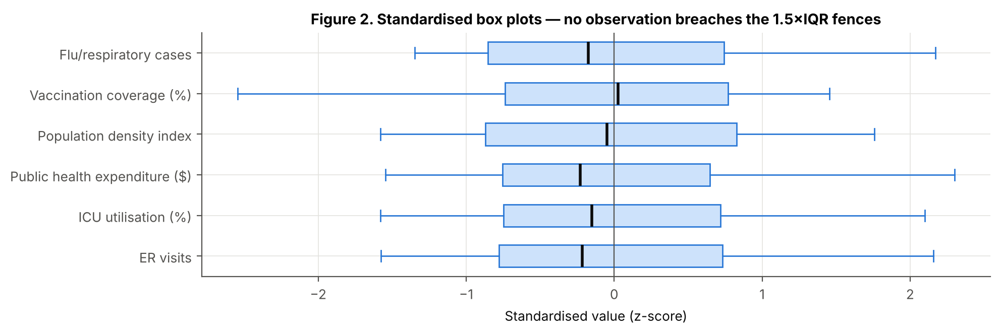 Figure 2. Standardised box plots — no observation breaches the 1.5×IQR fences
Flu/respiratory cases
Vaccination coverage (%)
Population density index
Public health expenditure ($)
ICU utilisation (%)
ER visits
−2 −1 0 1 2
Standardised value (z-score)